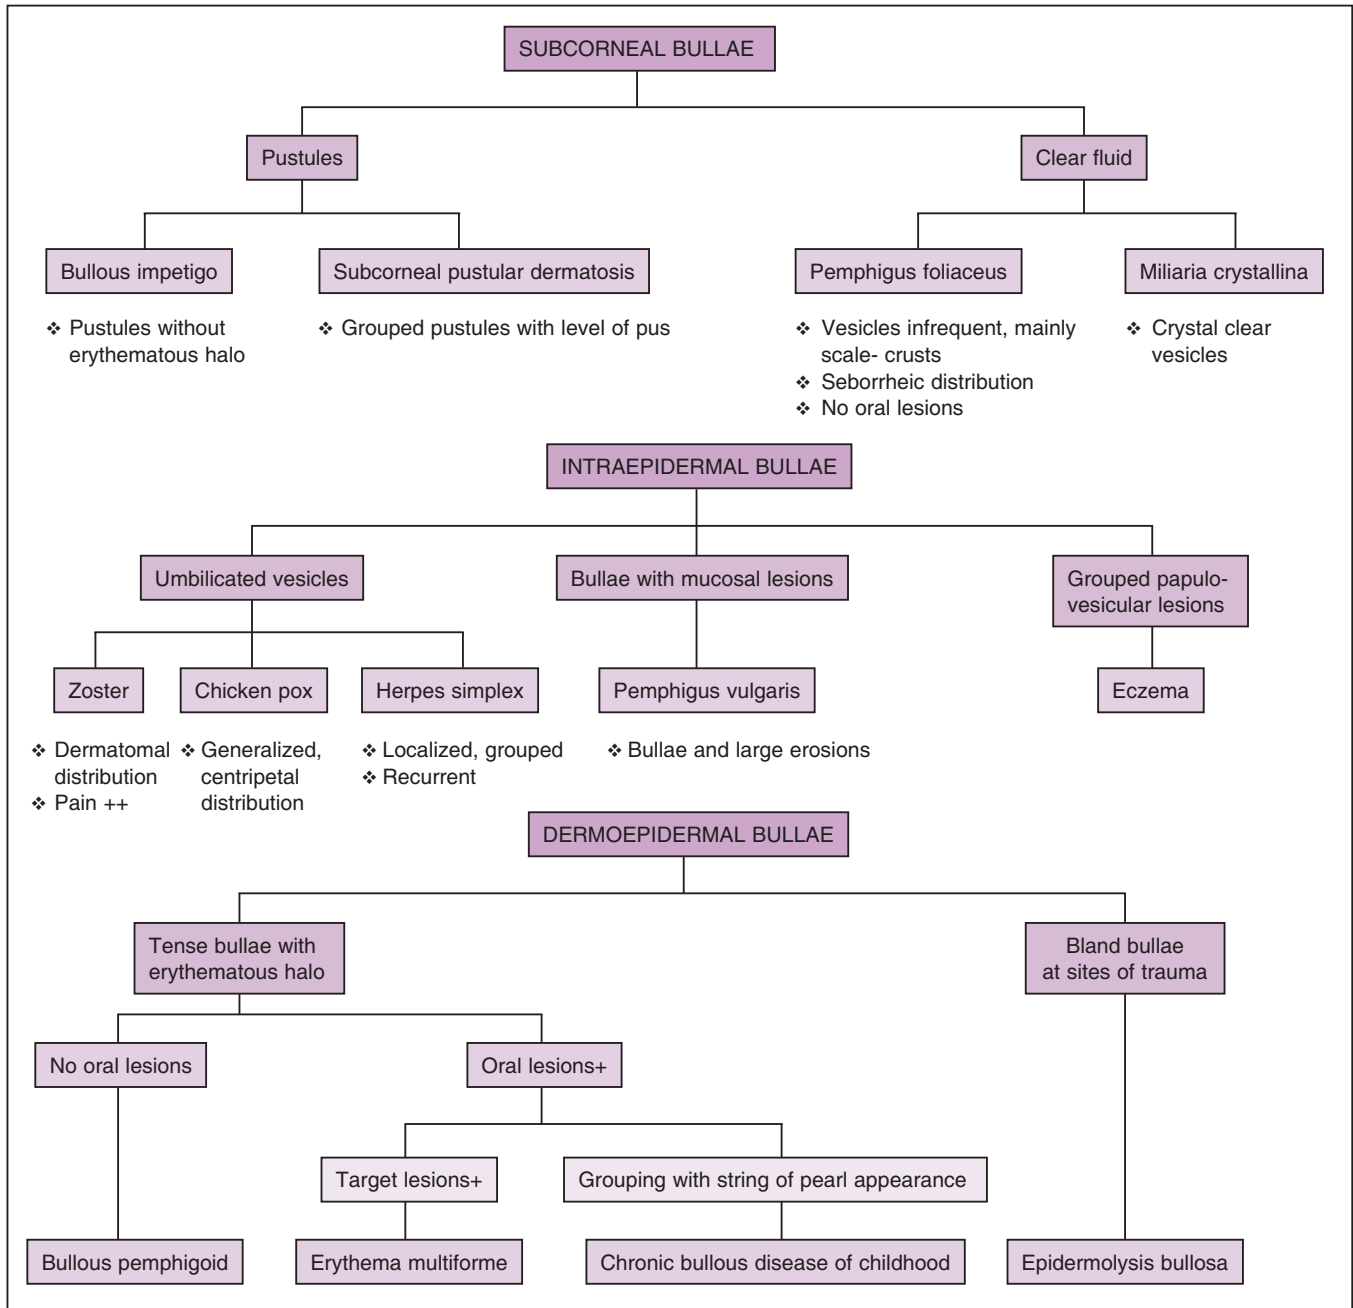 SUBCORNEAL BULLAE
Pustules
Clear fluid
Bullous impetigo
Subcorneal pustular dermatosis
Pemphigus foliaceus
Miliaria crystallina
❖ Pustules without
erythematous halo
❖ Grouped pustules with level of pus
❖ Vesicles infrequent, mainly
scale- crusts
❖ Seborrheic distribution
❖ No oral lesions
❖ Crystal clear
vesicles
INTRAEPIDERMAL BULLAE
Umbilicated vesicles
Bullae with mucosal lesions
Grouped papulo-
vesicular lesions
Zoster
Chicken pox
Herpes simplex
Pemphigus vulgaris
Eczema
❖ Dermatomal
distribution
❖ Pain ++
❖ Generalized,
centripetal
distribution
❖ Localized, grouped
❖ Recurrent
❖ Bullae and large erosions
DERMOEPIDERMAL BULLAE
Tense bullae with
erythematous halo
Bland bullae
at sites of trauma
No oral lesions
Oral lesions+
Target lesions+
Grouping with string of pearl appearance
Bullous pemphigoid
Erythema multiforme
Chronic bullous disease of childhood
Epidermolysis bullosa